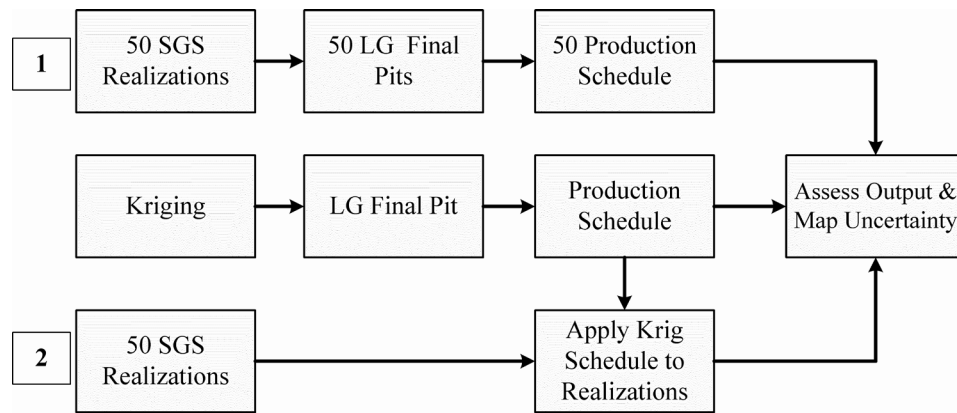 1
50 SGS
Realizations
50 LG Final
Pits
50 Production
Schedule
Kriging
LG Final Pit
Production
Schedule
Assess Output &
Map Uncertainty
2
50 SGS
Realizations
Apply Krig
Schedule to
Realizations